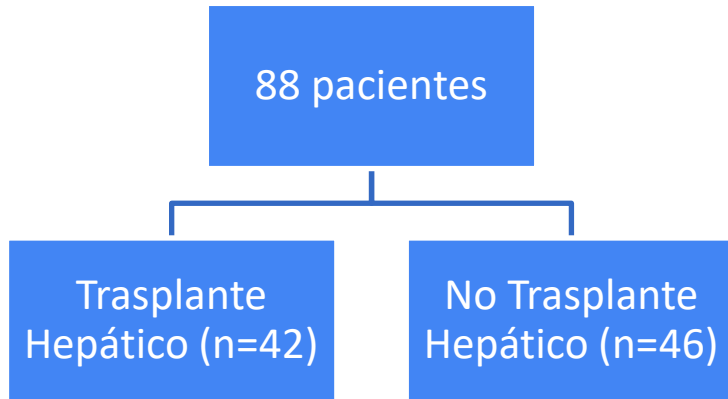 88 pacientes
Trasplante
Hepático (n=42)
No Trasplante
Hepático (n=46)